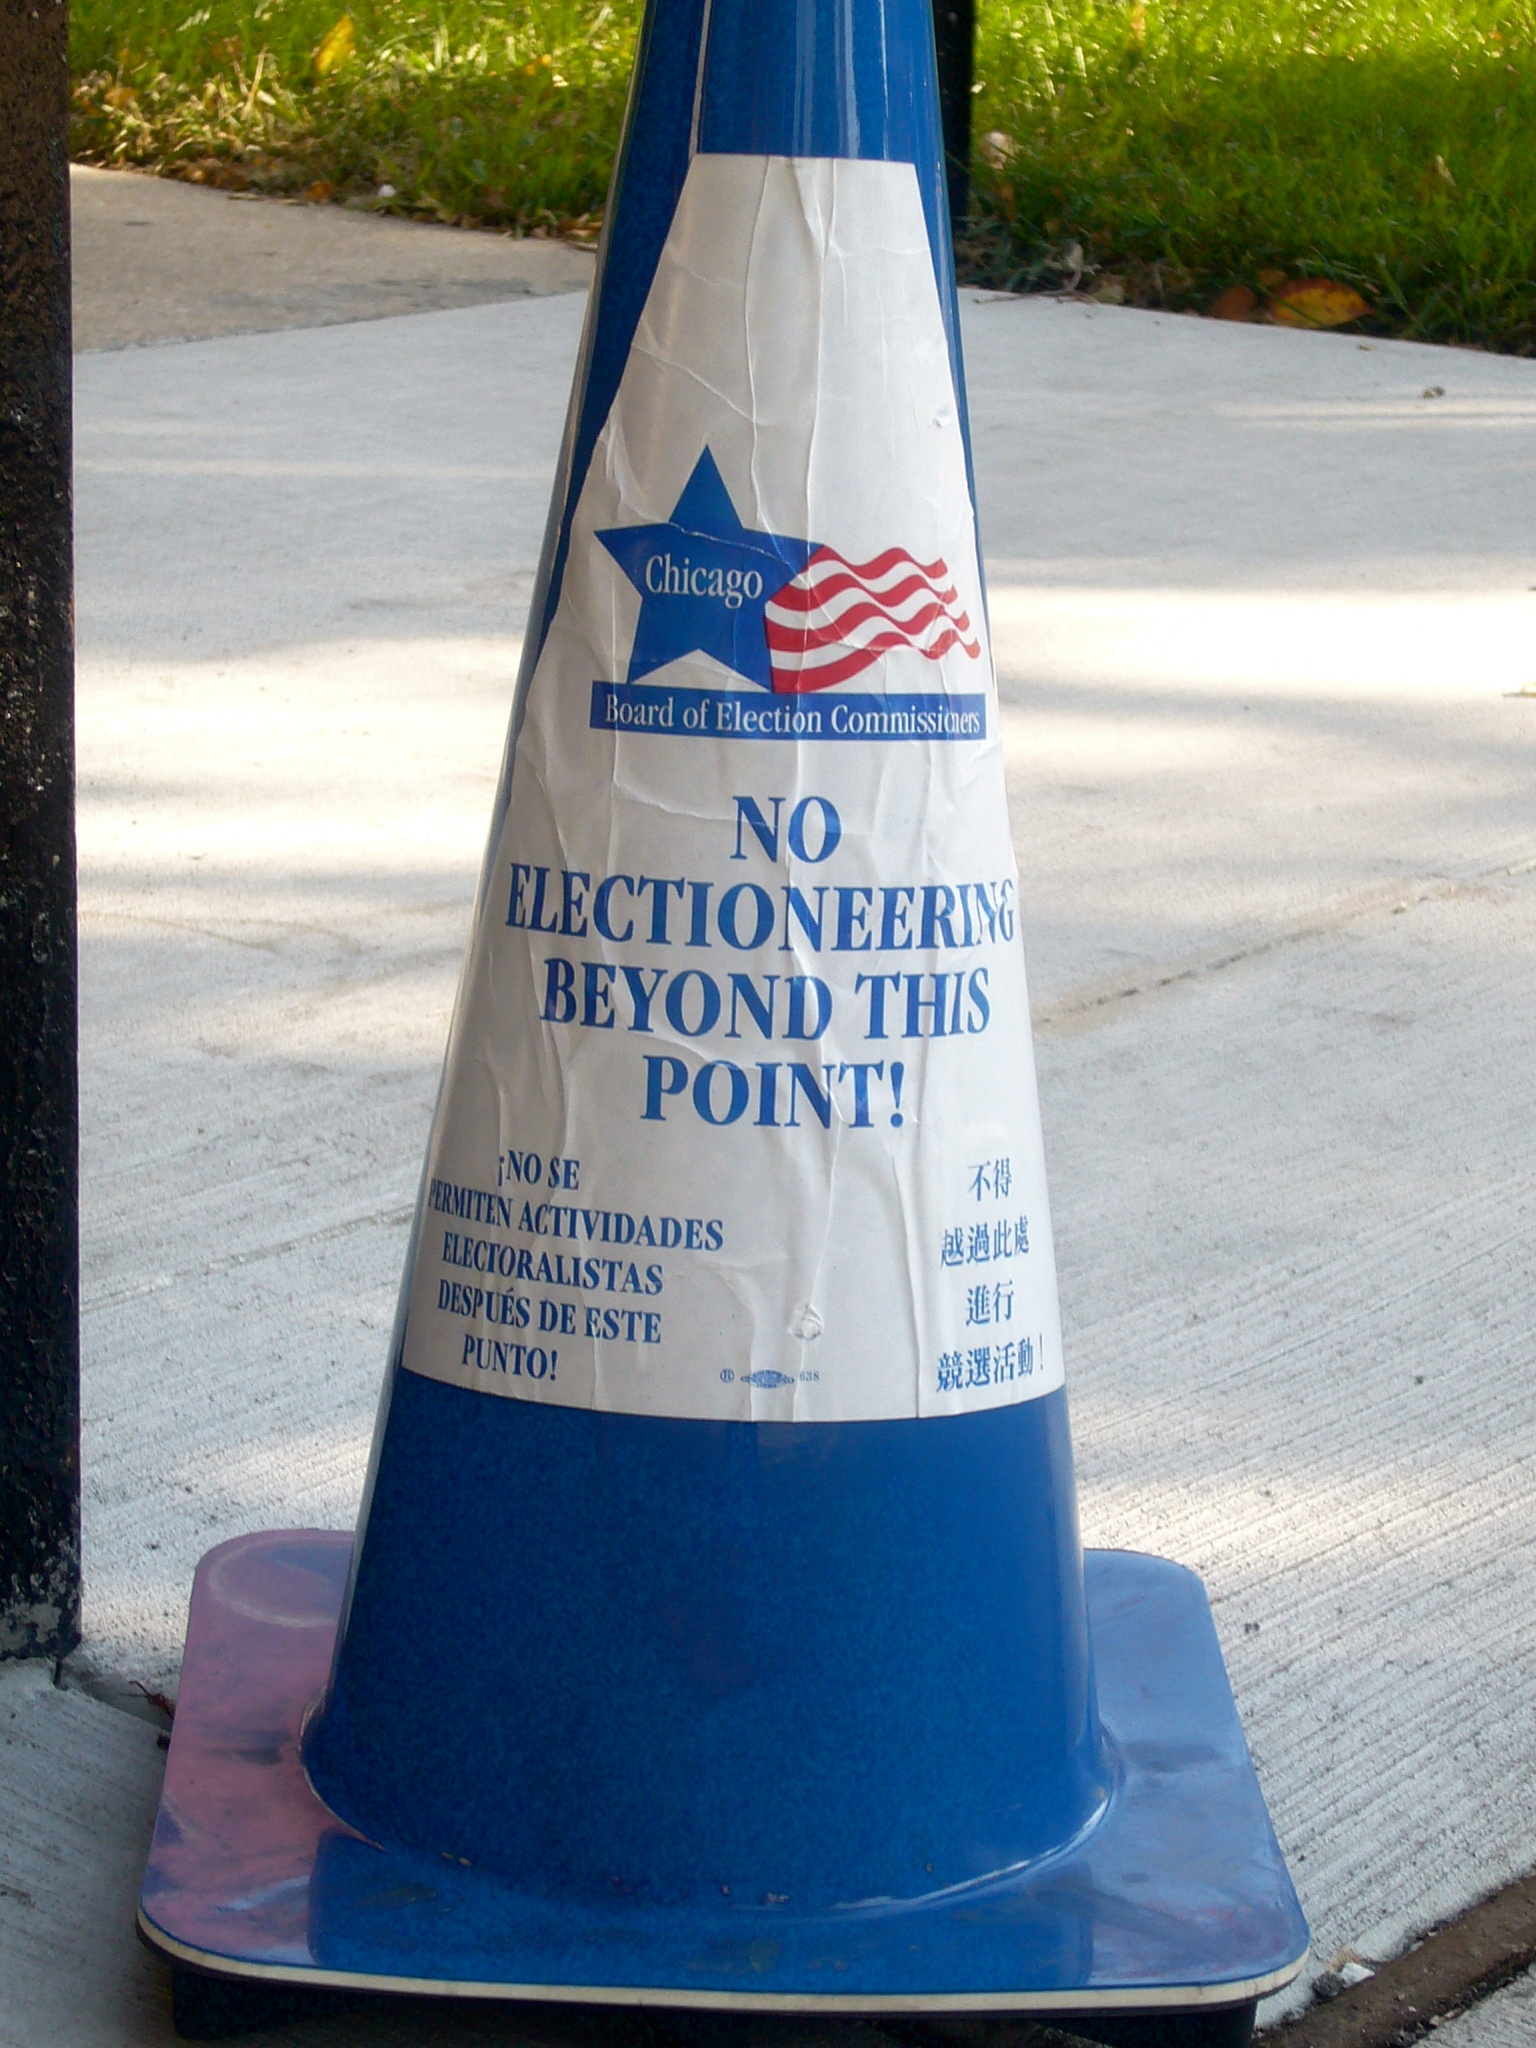 Chicago
Board of Election Commissioners
NO
ELECTIONEERING
BEYOND THIS
POINT!
¡NO SE
PERMITEN ACTIVIDADES
ELECTORALISTAS
DESPUÉS DE ESTE
PUNTO!
不得
越過此處
進行
競選活動!
638